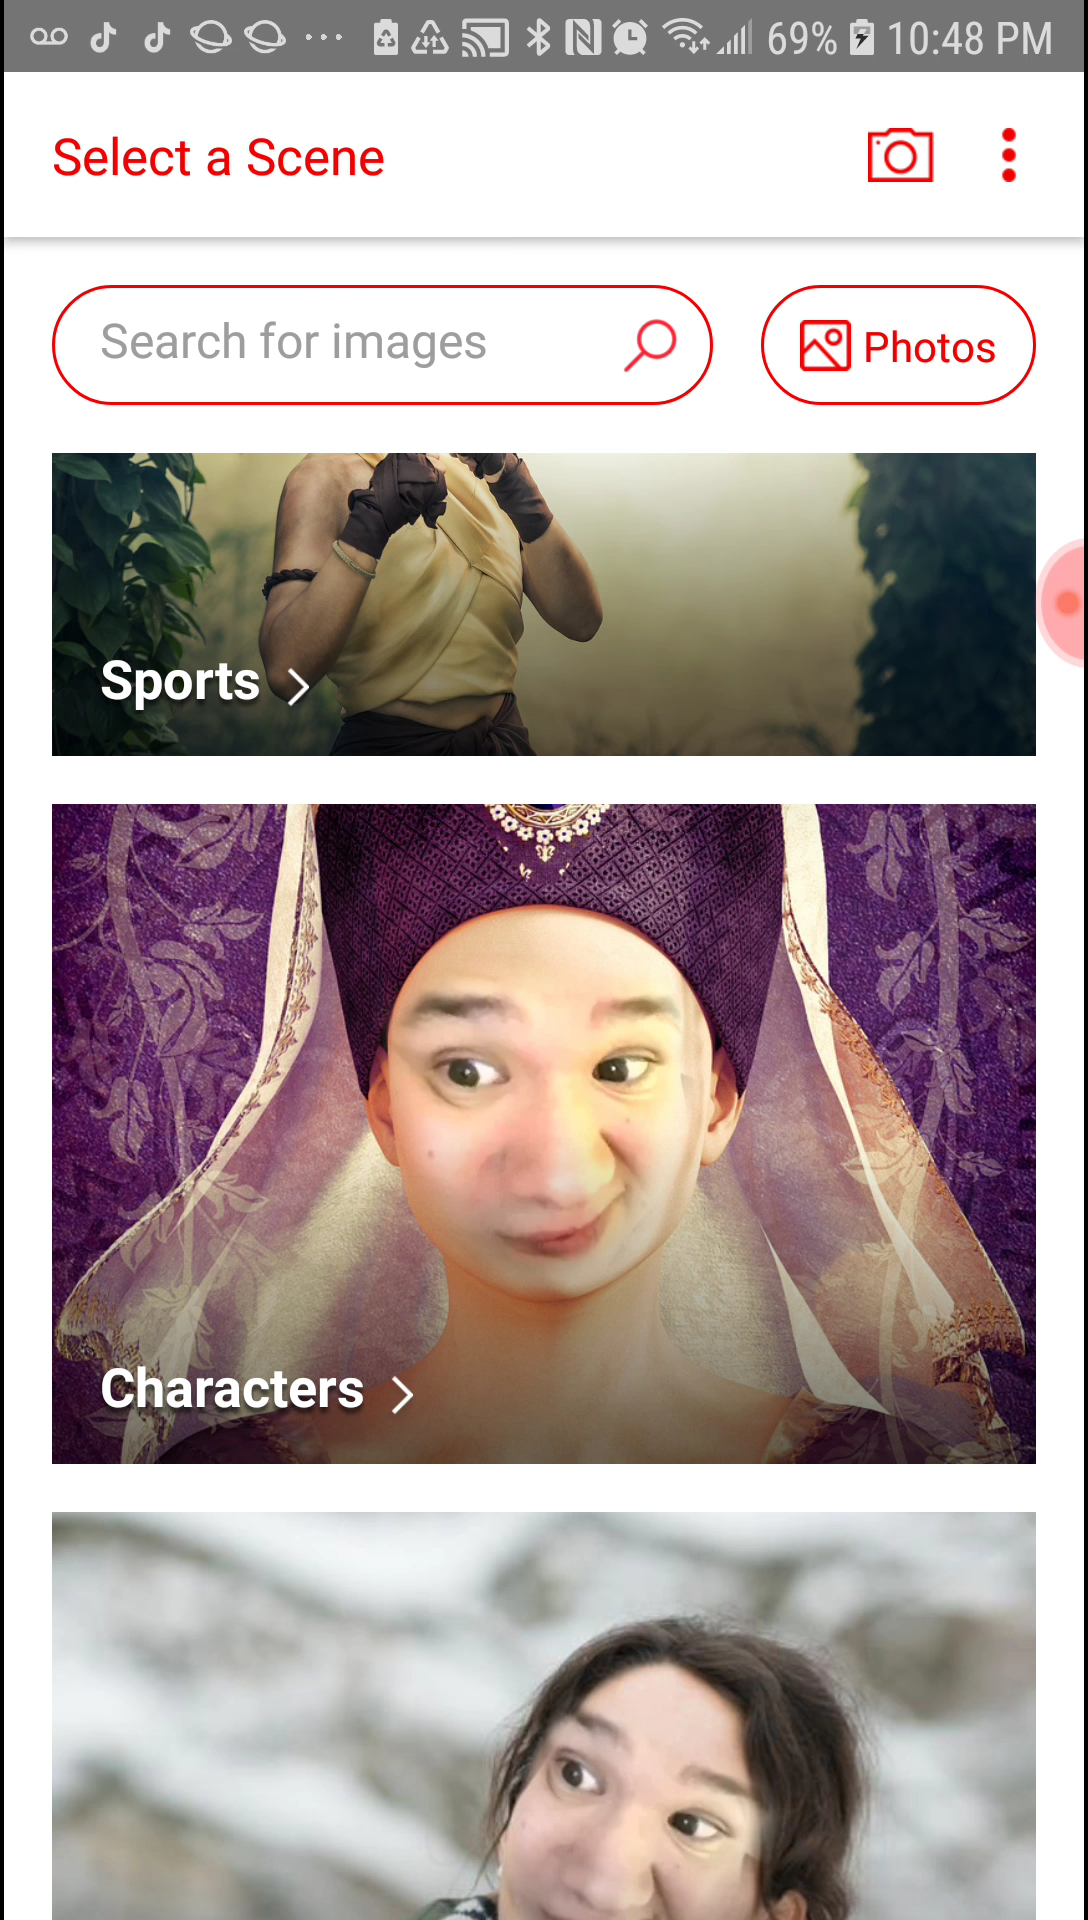 69% 10:48 PM
Select a Scene
Search for images
Photos
Sports
Characters